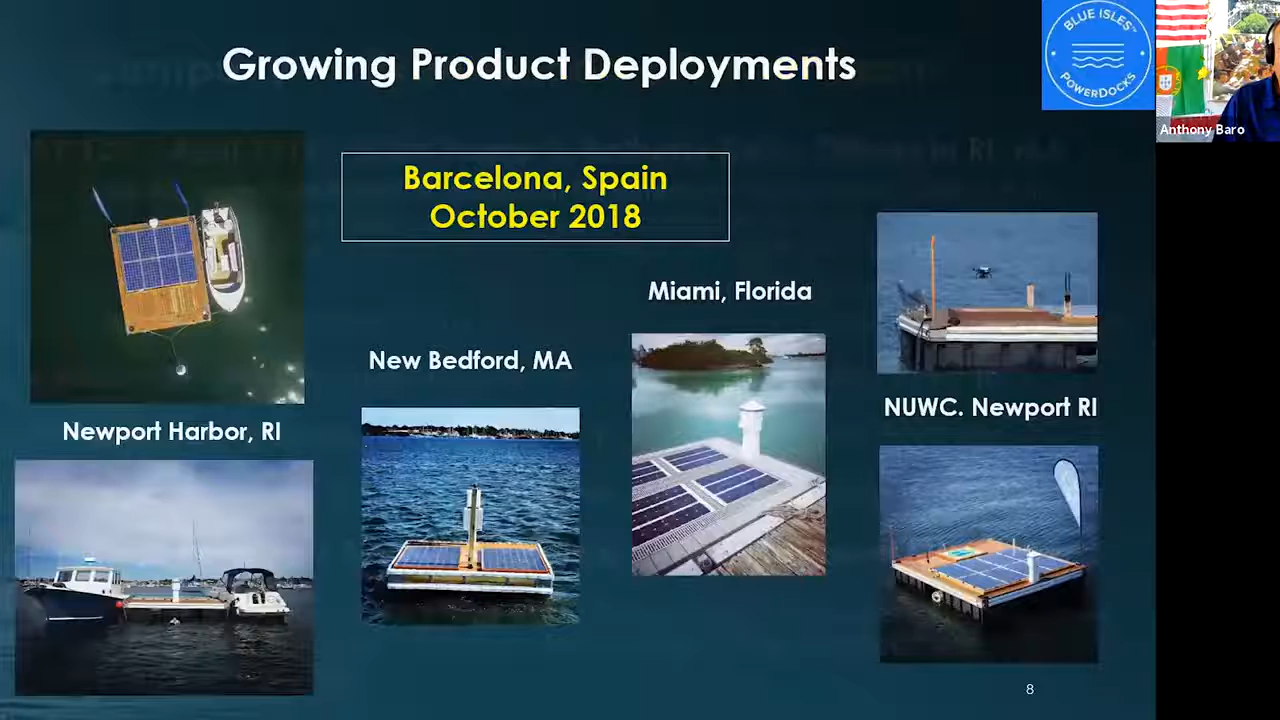 Growing Product Deployments
BLUE ISLES™
POWERDOCKS
Anthony Baro
Barcelona, Spain
October 2018
Miami, Florida
New Bedford, MA
NUWC. Newport RI
Newport Harbor, RI
8